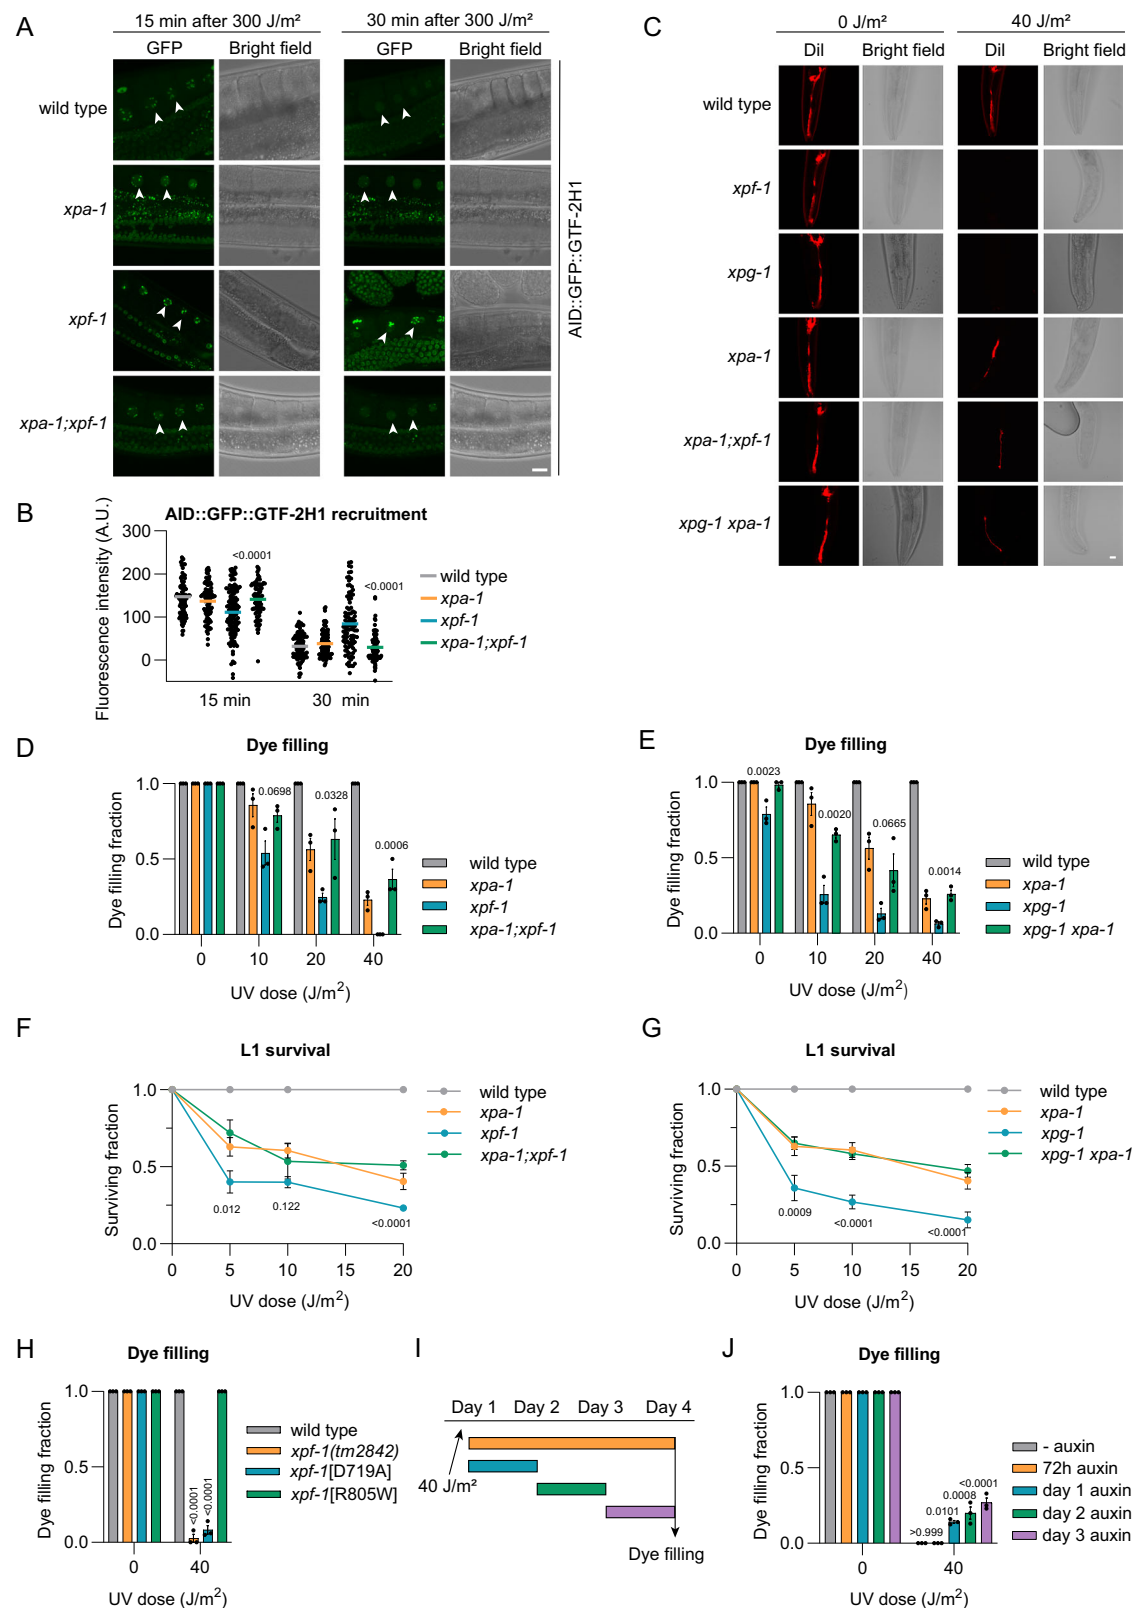 A
15 min after 300 J/m²
30 min after 300 J/m²
GFP
Bright field
GFP
Bright field
wild type
xpa-1
xpf-1
xpa-1;xpf-1
AID::GFP::GTF-2H1
B
AID::GFP::GTF-2H1 recruitment
Fluorescence intensity (A.U.)
300
200
100
0
<0.0001
<0.0001
15 min
30 min
wild type
xpa-1
xpf-1
xpa-1;xpf-1
C
0 J/m²
40 J/m²
DiI
Bright field
DiI
Bright field
wild type
xpf-1
xpg-1
xpa-1
xpa-1;xpf-1
xpg-1 xpa-1
D
Dye filling
Dye filling fraction
1.0
0.5
0.0
0.0698
0.0328
0.0006
0
10
20
40
UV dose (J/m²)
wild type
xpa-1
xpf-1
xpa-1;xpf-1
E
Dye filling
Dye filling fraction
1.0
0.5
0.0
0.0023
0.0020
0.0665
0.0014
0
10
20
40
UV dose (J/m²)
wild type
xpa-1
xpg-1
xpg-1 xpa-1
F
L1 survival
Surviving fraction
1.0
0.5
0.0
0.012
0.122
<0.0001
0
5
10
15
20
UV dose (J/m²)
wild type
xpa-1
xpf-1
xpa-1;xpf-1
G
L1 survival
Surviving fraction
1.0
0.5
0.0
0.0009
<0.0001
<0.0001
0
5
10
15
20
UV dose (J/m²)
wild type
xpa-1
xpg-1
xpg-1 xpa-1
H
Dye filling
Dye filling fraction
1.0
0.5
0.0
<0.0001
<0.0001
0
40
UV dose (J/m²)
wild type
xpf-1(tm2842)
xpf-1[D719A]
xpf-1[R805W]
I
Day 1
Day 2
Day 3
Day 4
40 J/m²
Dye filling
J
Dye filling
Dye filling fraction
1.0
0.5
0.0
>0.999
0.0101
0.0008
<0.0001
0
40
UV dose (J/m²)
- auxin
72h auxin
day 1 auxin
day 2 auxin
day 3 auxin